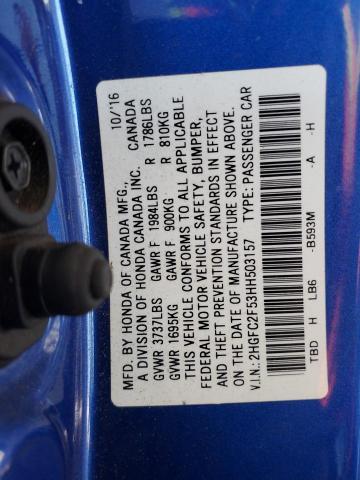 10/'16
MFD. BY HONDA OF CANADA MFG.,
A DIVISION OF HONDA CANADA INC. CANADA
GVWR 3737LBS GAWR F 1984LBS R 1786LBS
GVWR 1695KG GAWR F 900KG R 810KG
THIS VEHICLE CONFORMS TO ALL APPLICABLE
FEDERAL MOTOR VEHICLE SAFETY, BUMPER,
AND THEFT PREVENTION STANDARDS IN EFFECT
ON THE DATE OF MANUFACTURE SHOWN ABOVE.
V.I.N.: 2HGFC2F53HH503157 TYPE: PASSENGER CAR
TBD H LB6 -B593M -A -H